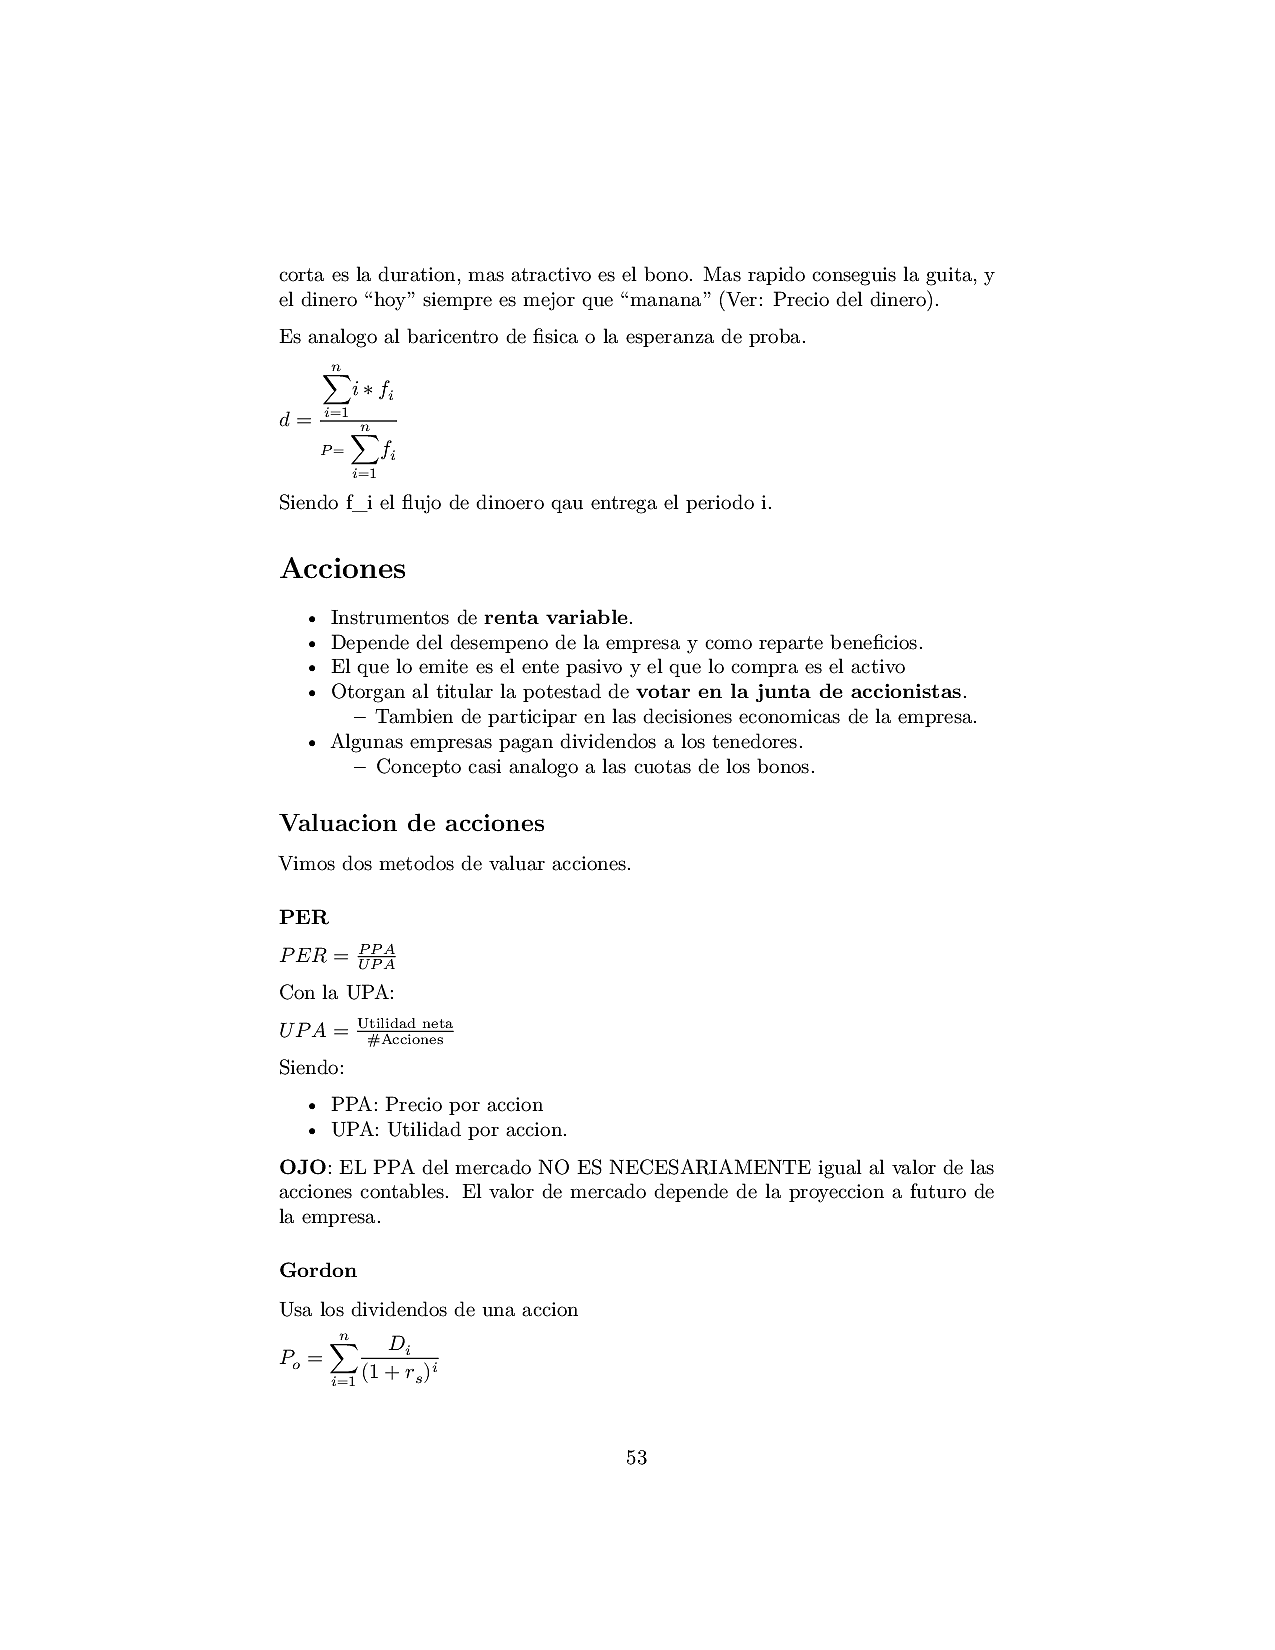 corta es la duration, mas atractivo es el bono. Mas rapido conseguis la guita, y
el dinero “hoy” siempre es mejor que “manana” (Ver: Precio del dinero).
Es analogo al baricentro de fisica o la esperanza de proba.
d = \frac{\sum_{i=1}^{n} i * f_i}{P = \sum_{i=1}^{n} f_i}
Siendo f_i el flujo de dinoero qau entrega el periodo i.
Acciones
• Instrumentos de renta variable.
• Depende del desempeno de la empresa y como reparte beneficios.
• El que lo emite es el ente pasivo y el que lo compra es el activo
• Otorgan al titular la potestad de votar en la junta de accionistas.
– Tambien de participar en las decisiones economicas de la empresa.
• Algunas empresas pagan dividendos a los tenedores.
– Concepto casi analogo a las cuotas de los bonos.
Valuacion de acciones
Vimos dos metodos de valuar acciones.
PER
PER = \frac{PPA}{UPA}
Con la UPA:
UPA = \frac{Utilidad neta}{#Acciones}
Siendo:
• PPA: Precio por accion
• UPA: Utilidad por accion.
OJO: EL PPA del mercado NO ES NECESARIAMENTE igual al valor de las
acciones contables. El valor de mercado depende de la proyeccion a futuro de
la empresa.
Gordon
Usa los dividendos de una accion
P_o = \sum_{i=1}^{n} \frac{D_i}{(1 + r_s)^i}
53